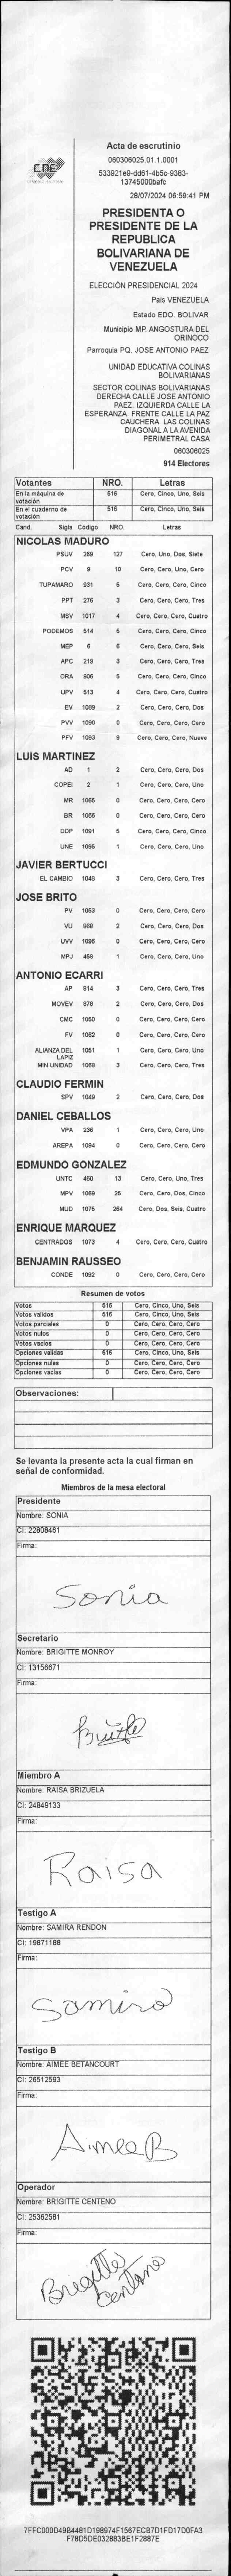 CNE
Acta de escrutinio
060306025.01.1.0001
533921e9-dd61-4b5c-9383-
13745000bafc
28/07/2024 06:59:41 PM
PRESIDENTA O
PRESIDENTE DE LA
REPUBLICA
BOLIVARIANA DE
VENEZUELA
ELECCIÓN PRESIDENCIAL 2024
País VENEZUELA
Estado EDO. BOLIVAR
Municipio MP. ANGOSTURA DEL
ORINOCO
Parroquia PQ. JOSE ANTONIO PAEZ
UNIDAD EDUCATIVA COLINAS
BOLIVARIANAS
SECTOR COLINAS BOLIVARIANAS
DERECHA CALLE JOSE ANTONIO
PAEZ. IZQUIERDA CALLE LA
ESPERANZA. FRENTE CALLE LA PAZ
CAUCHERA LAS COLINAS
DIAGONAL A LA AVENIDA
PERIMETRAL CASA
060306025
914 Electores
Votantes NRO. Letras
En la máquina de votación 516 Cero, Cinco, Uno, Seis
En el cuaderno de votación 516 Cero, Cinco, Uno, Seis
Cand. Sigls Código NRO. Letras
NICOLAS MADURO
PSUV 269 127 Cero, Uno, Dos, Siete
PCV 9 10 Cero, Cero, Uno, Cero
TUPAMARO 931 5 Cero, Cero, Cero, Cinco
PPT 276 3 Cero, Cero, Cero, Tres
MSV 1017 4 Cero, Cero, Cero, Cuatro
PODEMOS 514 5 Cero, Cero, Cero, Cinco
MEP 6 6 Cero, Cero, Cero, Seis
APC 219 3 Cero, Cero, Cero, Tres
ORA 906 5 Cero, Cero, Cero, Cinco
UPV 513 4 Cero, Cero, Cero, Cuatro
EV 1089 2 Cero, Cero, Cero, Dos
PVV 1090 0 Cero, Cero, Cero, Cero
PFV 1093 9 Cero, Cero, Cero, Nueve
LUIS MARTINEZ
AD 1 2 Cero, Cero, Cero, Dos
COPEI 2 1 Cero, Cero, Cero, Uno
MR 1065 0 Cero, Cero, Cero, Cero
BR 1066 0 Cero, Cero, Cero, Cero
DDP 1091 5 Cero, Cero, Cero, Cinco
UNE 1095 1 Cero, Cero, Cero, Uno
JAVIER BERTUCCI
EL CAMBIO 1048 3 Cero, Cero, Cero, Tres
JOSE BRITO
PV 1053 0 Cero, Cero, Cero, Cero
VU 868 2 Cero, Cero, Cero, Dos
UVV 1096 0 Cero, Cero, Cero, Cero
MPJ 459 1 Cero, Cero, Cero, Uno
ANTONIO ECARRI
AP 914 3 Cero, Cero, Cero, Tres
MOVEV 978 2 Cero, Cero, Cero, Dos
CMC 1050 0 Cero, Cero, Cero, Cero
FV 1062 0 Cero, Cero, Cero, Cero
ALIANZA DEL LAPIZ 1051 1 Cero, Cero, Cero, Uno
MIN UNIDAD 1068 3 Cero, Cero, Cero, Tres
CLAUDIO FERMIN
SPV 1049 2 Cero, Cero, Cero, Dos
DANIEL CEBALLOS
VPA 236 1 Cero, Cero, Cero, Uno
AREPA 1094 0 Cero, Cero, Cero, Cero
EDMUNDO GONZALEZ
UNTC 460 13 Cero, Cero, Uno, Tres
MPV 1069 25 Cero, Cero, Dos, Cinco
MUD 1075 264 Cero, Dos, Seis, Cuatro
ENRIQUE MARQUEZ
CENTRADOS 1073 4 Cero, Cero, Cero, Cuatro
BENJAMIN RAUSSEO
CONDE 1092 0 Cero, Cero, Cero, Cero
Resumen de votos
Votos 516 Cero, Cinco, Uno, Seis
Votos validos 516 Cero, Cinco, Uno, Seis
Votos parciales 0 Cero, Cero, Cero, Cero
Votos nulos 0 Cero, Cero, Cero, Cero
Votos vacios 0 Cero, Cero, Cero, Cero
Opciones validas 516 Cero, Cinco, Uno, Seis
Opciones nulas 0 Cero, Cero, Cero, Cero
Opciones vacias 0 Cero, Cero, Cero, Cero
Observaciones:
Se levanta la presente acta la cual firman en
señal de conformidad.
Miembros de la mesa electoral
Presidente
Nombre: SONIA
CI: 22808461
Firma:
Sonia
Secretario
Nombre: BRIGITTE MONROY
CI: 13156671
Firma:
Miembro A
Nombre: RAISA BRIZUELA
CI: 24849133
Firma:
Raisa
Testigo A
Nombre: SAMIRA RENDON
CI: 19871188
Firma:
Samira
Testigo B
Nombre: AIMEE BETANCOURT
CI: 26512593
Firma:
Aimee B
Operador
Nombre: BRIGITTE CENTENO
CI: 25362561
Firma:
Brigitte
Centeno
7FFC000D49B4481D198974F1567ECB7D1FD17D0FA3
F78D5DE032883BE1F2887E